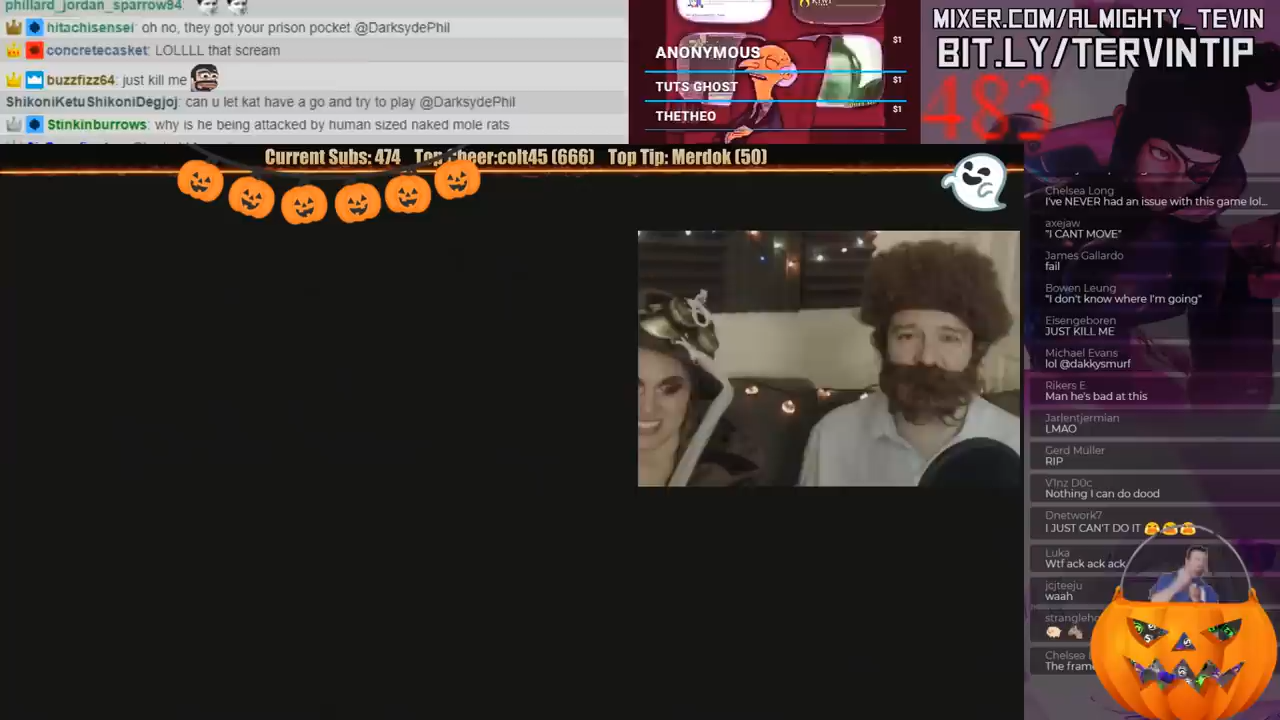 phillard_jordan_sparrow94:
hitachisensei: oh no, they got your prison pocket @DarksydePhil
concretecasket: LOLLLL that scream
buzzfizz64: just kill me
ShikoniKetuShikoniDegjoj: can u let kat have a go and try to play @DarksydePhil
Stinkinburrows: why is he being attacked by human sized naked mole rats
ANONYMOUS $1
TUTS GHOST $1
THETHEO $1
MIXER.COM/ALMIGHTY_TEVIN
BIT.LY/TERVINTIP
483
Current Subs: 474 Top Cheer:colt45 (666) Top Tip: Merdok (50)
Chelsea Long
I've NEVER had an issue with this game lol...
axejaw
"I CANT MOVE"
James Gallardo
fail
Bowen Leung
"I don't know where I'm going"
Eisengeboren
JUST KILL ME
Michael Evans
lol @dakkysmurf
Rikers E
Man he's bad at this
Jarlentjermian
LMAO
Gerd Muller
RIP
V1nz D0c
Nothing I can do dood
Dnetwork7
I JUST CAN'T DO IT
Luka
Wtf ack ack ack
jcjteeju
waah
strangleho
Chelsea L
The fram